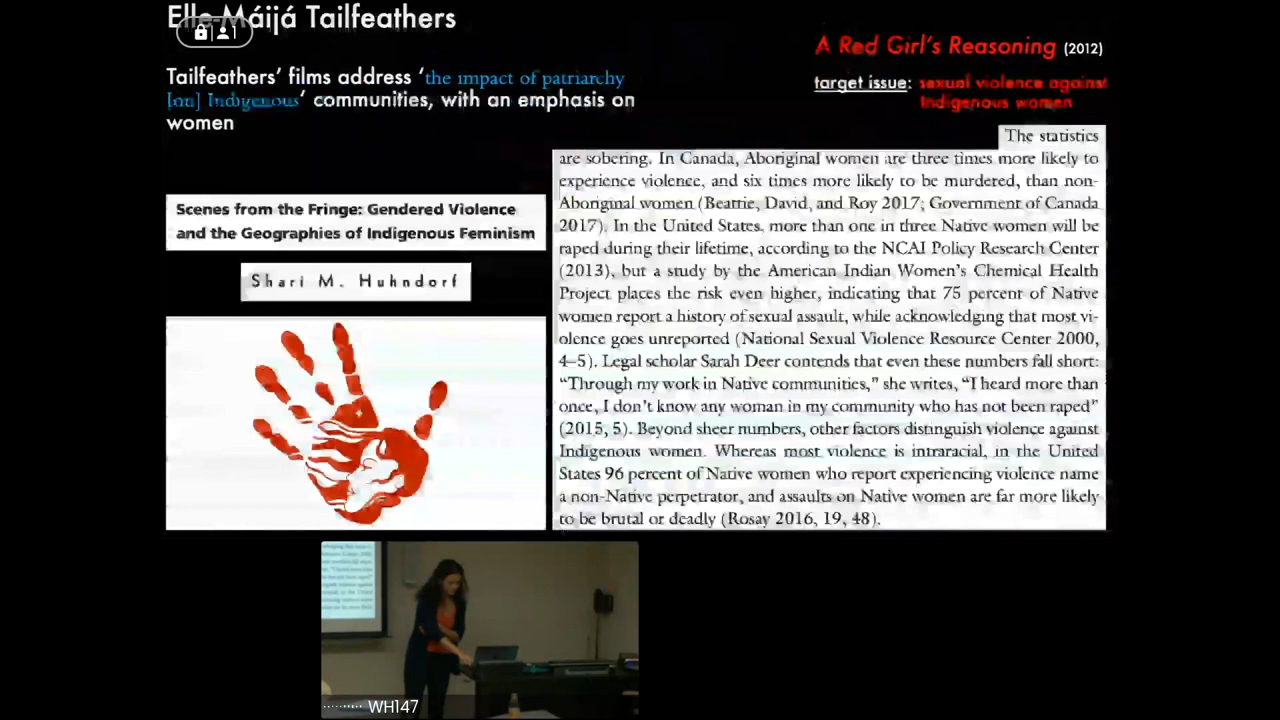 Elle-Máijá Tailfeathers
1
Tailfeathers’ films address ‘the impact of patriarchy
[on] Indigenous’ communities, with an emphasis on
women
Scenes from the Fringe: Gendered Violence
and the Geographies of Indigenous Feminism
Shari M. Huhndorf
A Red Girl’s Reasoning (2012)
target issue: sexual violence against
Indigenous women
The statistics
are sobering. In Canada, Aboriginal women are three times more likely to
experience violence, and six times more likely to be murdered, than non-
Aboriginal women (Beattie, David, and Roy 2017; Government of Canada
2017). In the United States, more than one in three Native women will be
raped during their lifetime, according to the NCAI Policy Research Center
(2013), but a study by the American Indian Women’s Chemical Health
Project places the risk even higher, indicating that 75 percent of Native
women report a history of sexual assault, while acknowledging that most vi-
olence goes unreported (National Sexual Violence Resource Center 2000,
4–5). Legal scholar Sarah Deer contends that even these numbers fall short:
“Through my work in Native communities,” she writes, “I heard more than
once, I don’t know any woman in my community who has not been raped”
(2015, 5). Beyond sheer numbers, other factors distinguish violence against
Indigenous women. Whereas most violence is intraracial, in the United
States 96 percent of Native women who report experiencing violence name
a non-Native perpetrator, and assaults on Native women are far more likely
to be brutal or deadly (Rosay 2016, 19, 48).
WH147